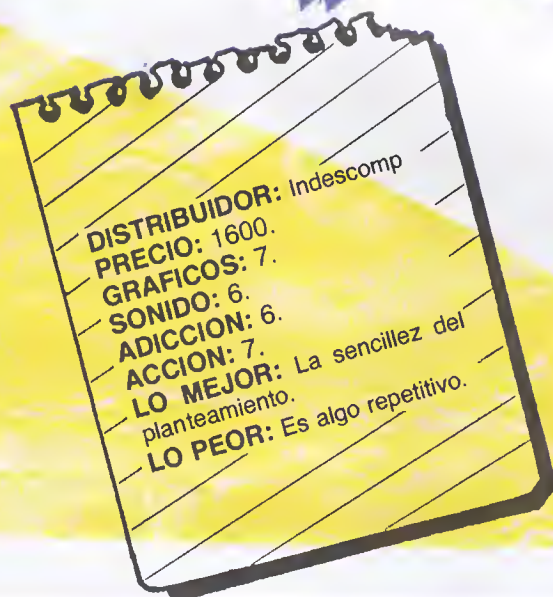 DISTRIBUIDOR: Indescomp
PRECIO: 1600.
GRAFICOS: 7.
SONIDO: 6.
ADICCION: 6.
ACCION: 7.
LO MEJOR: La sencillez del
planteamiento.
LO PEOR: Es algo repetitivo.